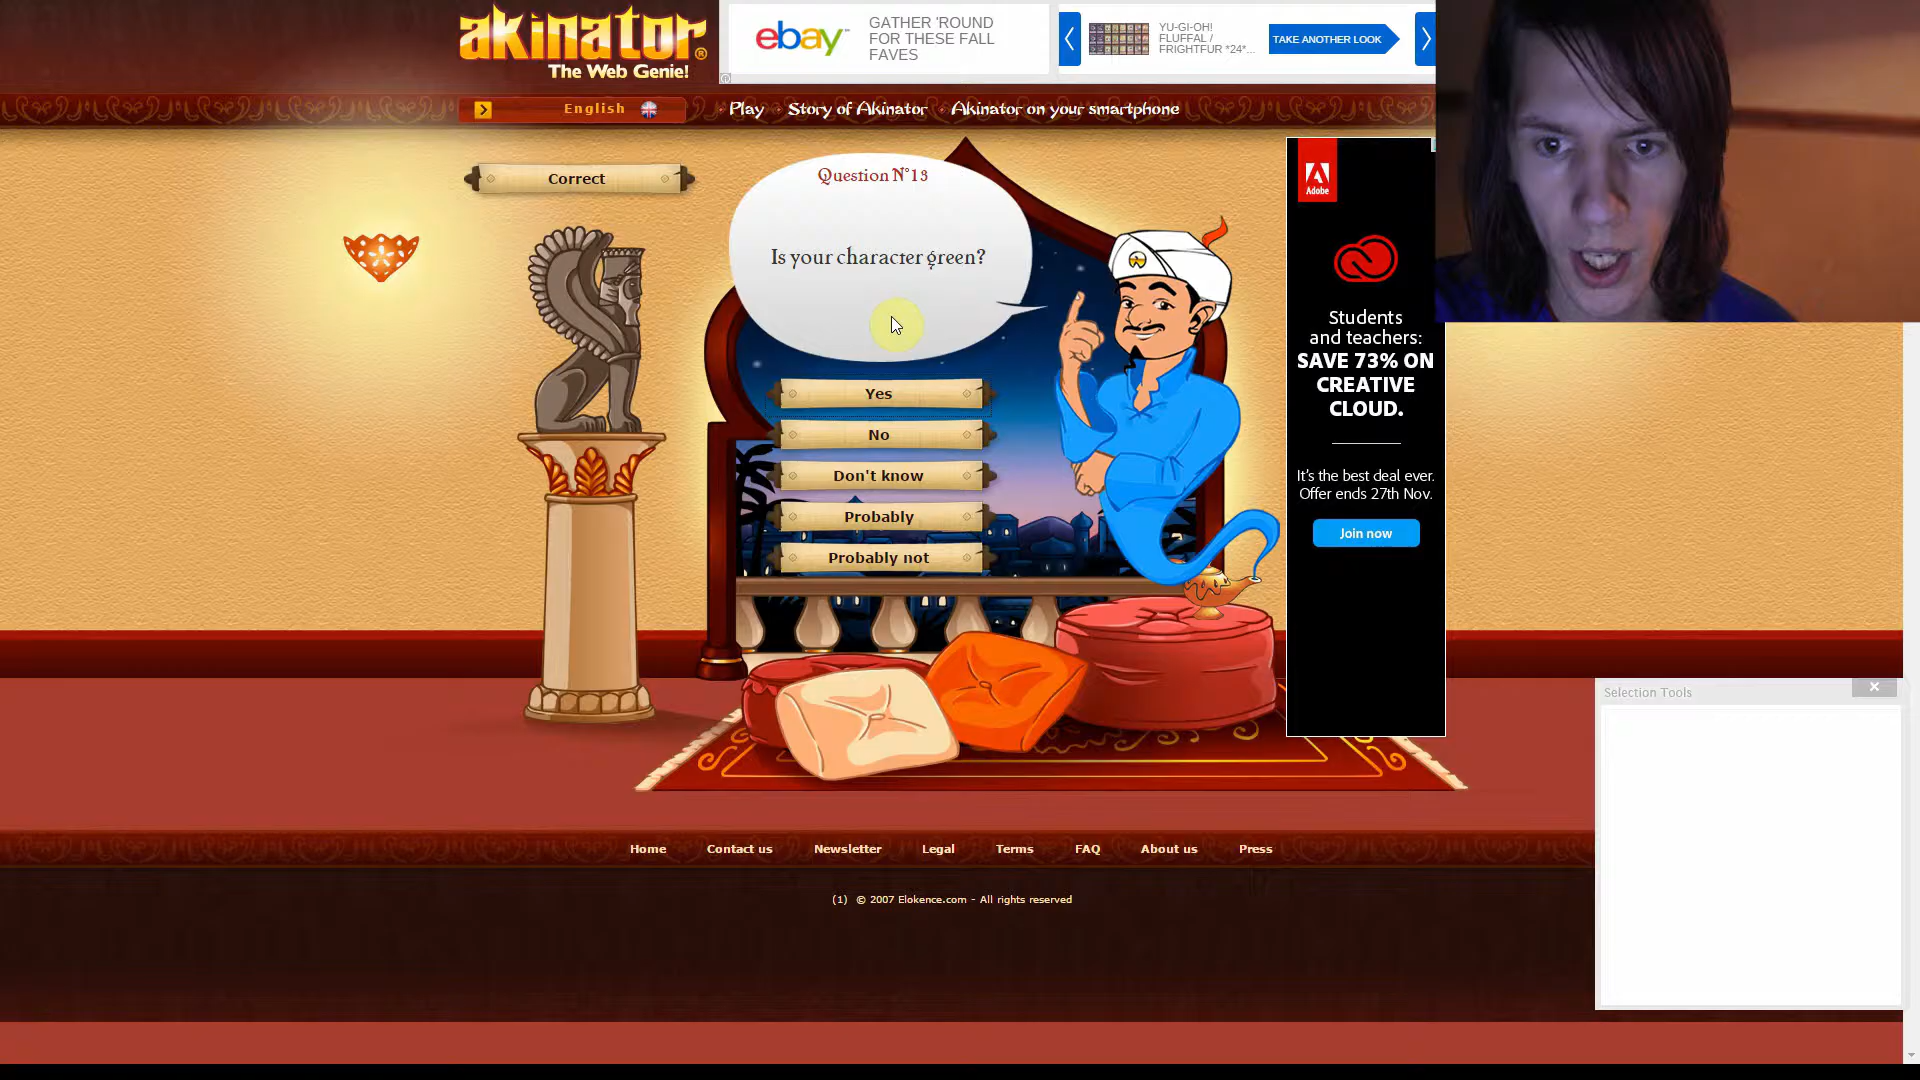 akinator®
The Web Genie!
ebay
GATHER 'ROUND
FOR THESE FALL
FAVES
YU-GI-OH!
FLUFFAL /
FRIGHTFUR *24*...
TAKE ANOTHER LOOK
English
Play
Story of Akinator
Akinator on your smartphone
Correct
Question N°13
Is your character green?
Yes
No
Don't know
Probably
Probably not
Adobe
Students
and teachers:
SAVE 73% ON
CREATIVE
CLOUD.
It's the best deal ever.
Offer ends 27th Nov.
Join now
Selection Tools
Home
Contact us
Newsletter
Legal
Terms
FAQ
About us
Press
(1) © 2007 Elokence.com - All rights reserved